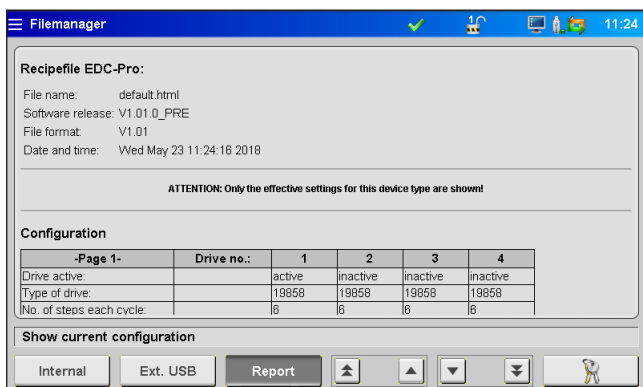 Filemanager 1 11:24
Recipefile EDC-Pro:
File name: default.html
Software release: V1.01.0_PRE
File format: V1.01
Date and time: Wed May 23 11:24:16 2018
ATTENTION: Only the effective settings for this device type are shown!
Configuration
-Page 1- Drive no.: 1 2 3 4
Drive active: active inactive inactive inactive
Type of drive: 19858 19858 19858 19858
No. of steps each cycle: 6 6 6 6
Show current configuration
Internal Ext. USB Report